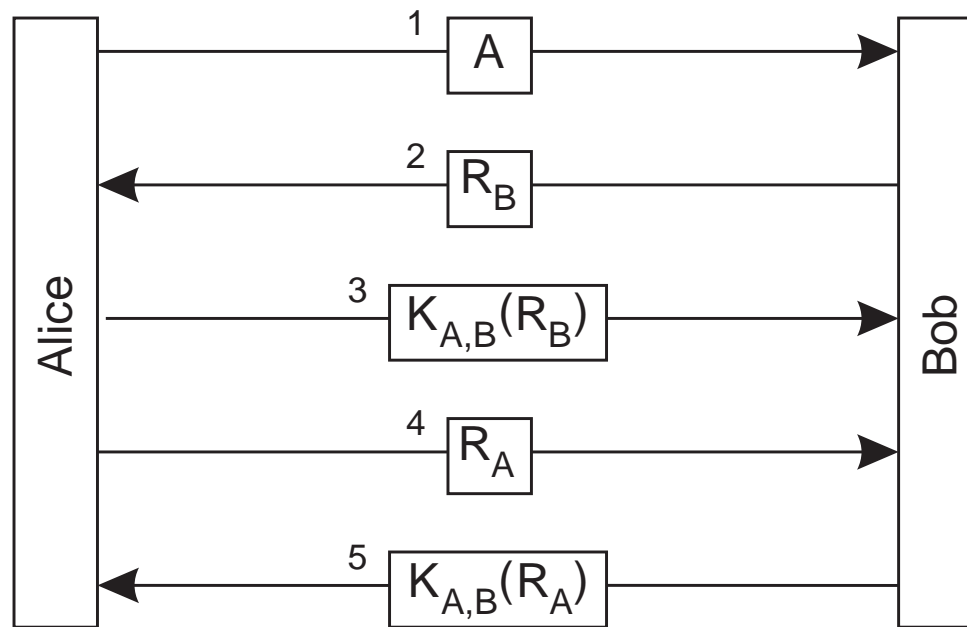 Alice
1
A
2
R_B
3
K_A,B(R_B)
4
R_A
5
K_A,B(R_A)
Bob